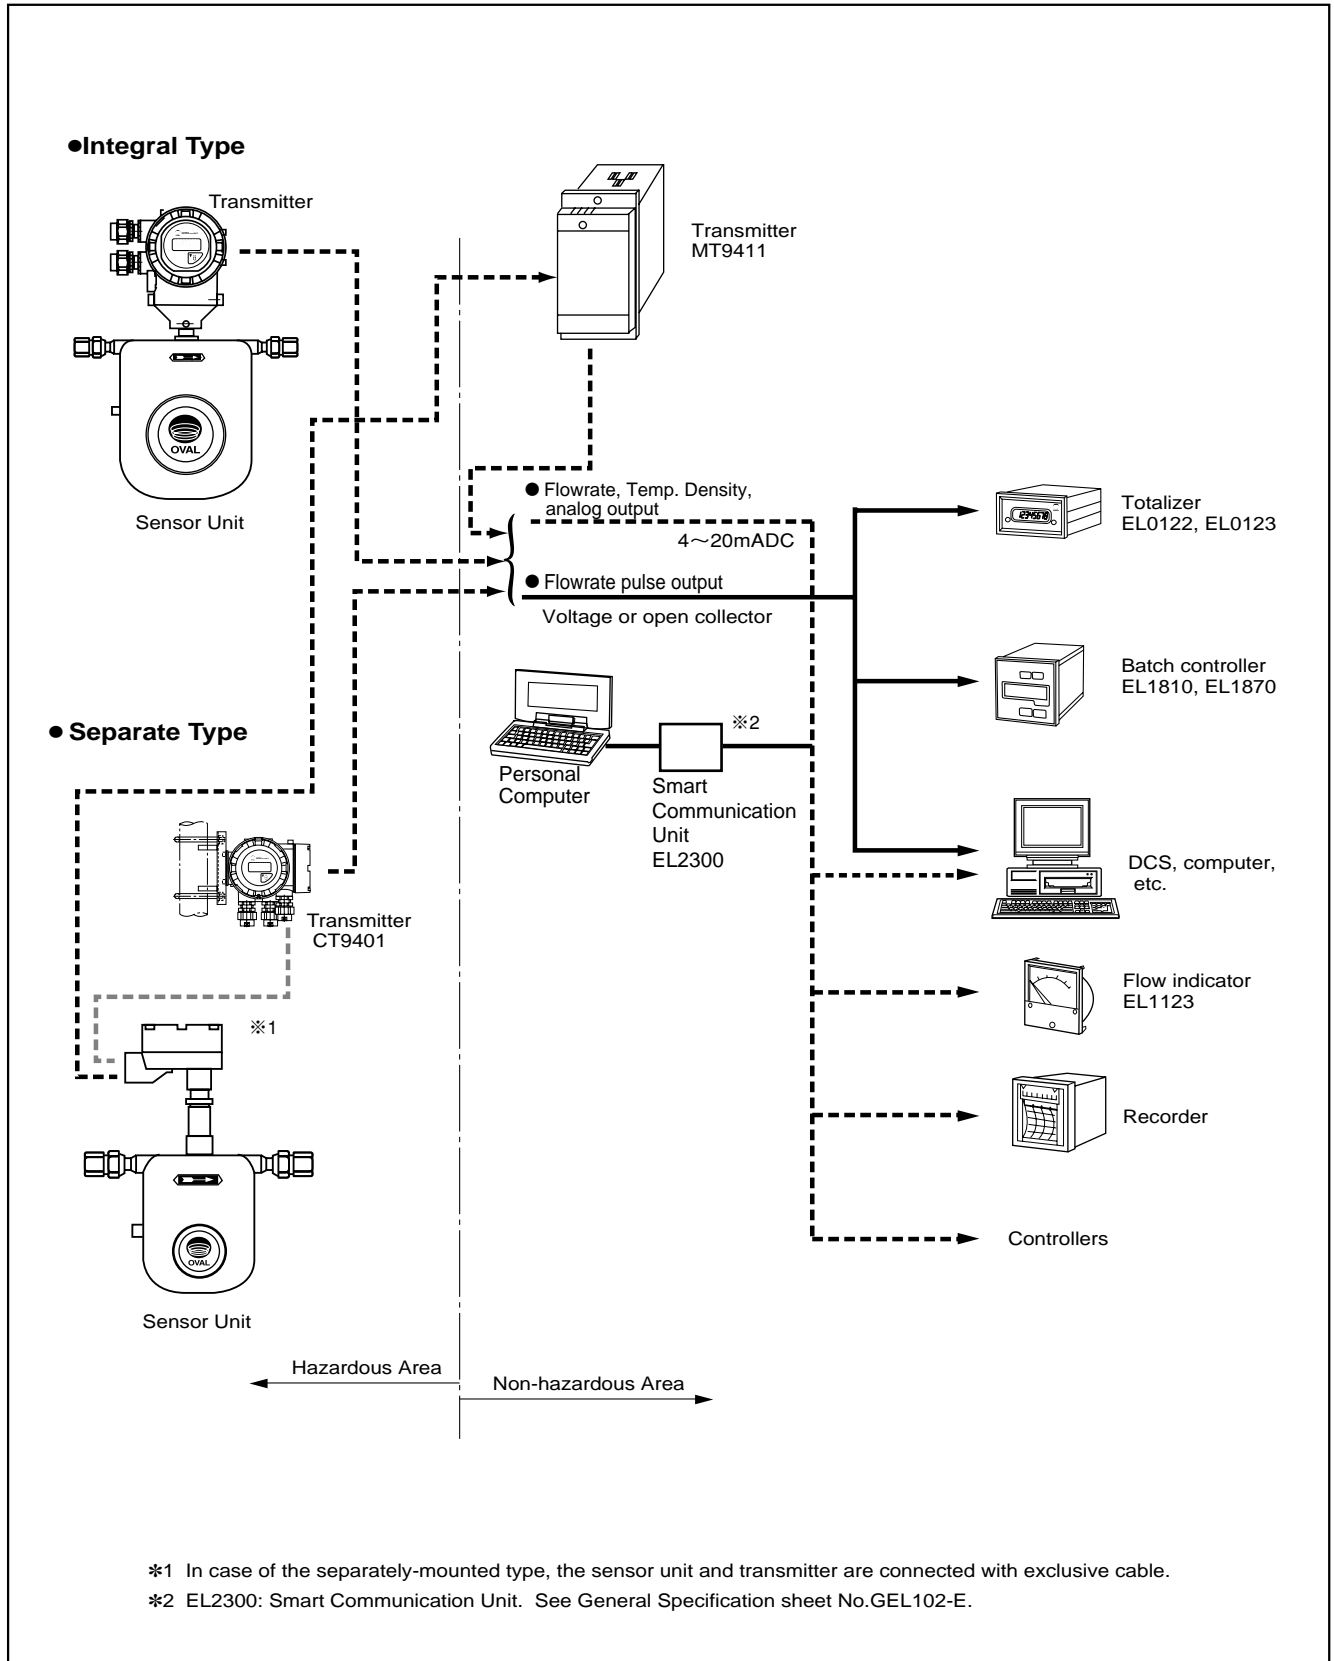 ●Integral Type
Transmitter
OVAL
Sensor Unit
Transmitter
MT9411
● Flowrate, Temp. Density,
analog output
4～20mADC
● Flowrate pulse output
Voltage or open collector
12345678
Totalizer
EL0122, EL0123
Batch controller
EL1810, EL1870
● Separate Type
※2
Personal
Computer
Smart
Communication
Unit
EL2300
DCS, computer,
etc.
Transmitter
CT9401
※1
Flow indicator
EL1123
Recorder
OVAL
Sensor Unit
Controllers
Hazardous Area
Non-hazardous Area
✻1 In case of the separately-mounted type, the sensor unit and transmitter are connected with exclusive cable.
✻2 EL2300: Smart Communication Unit. See General Specification sheet No.GEL102-E.